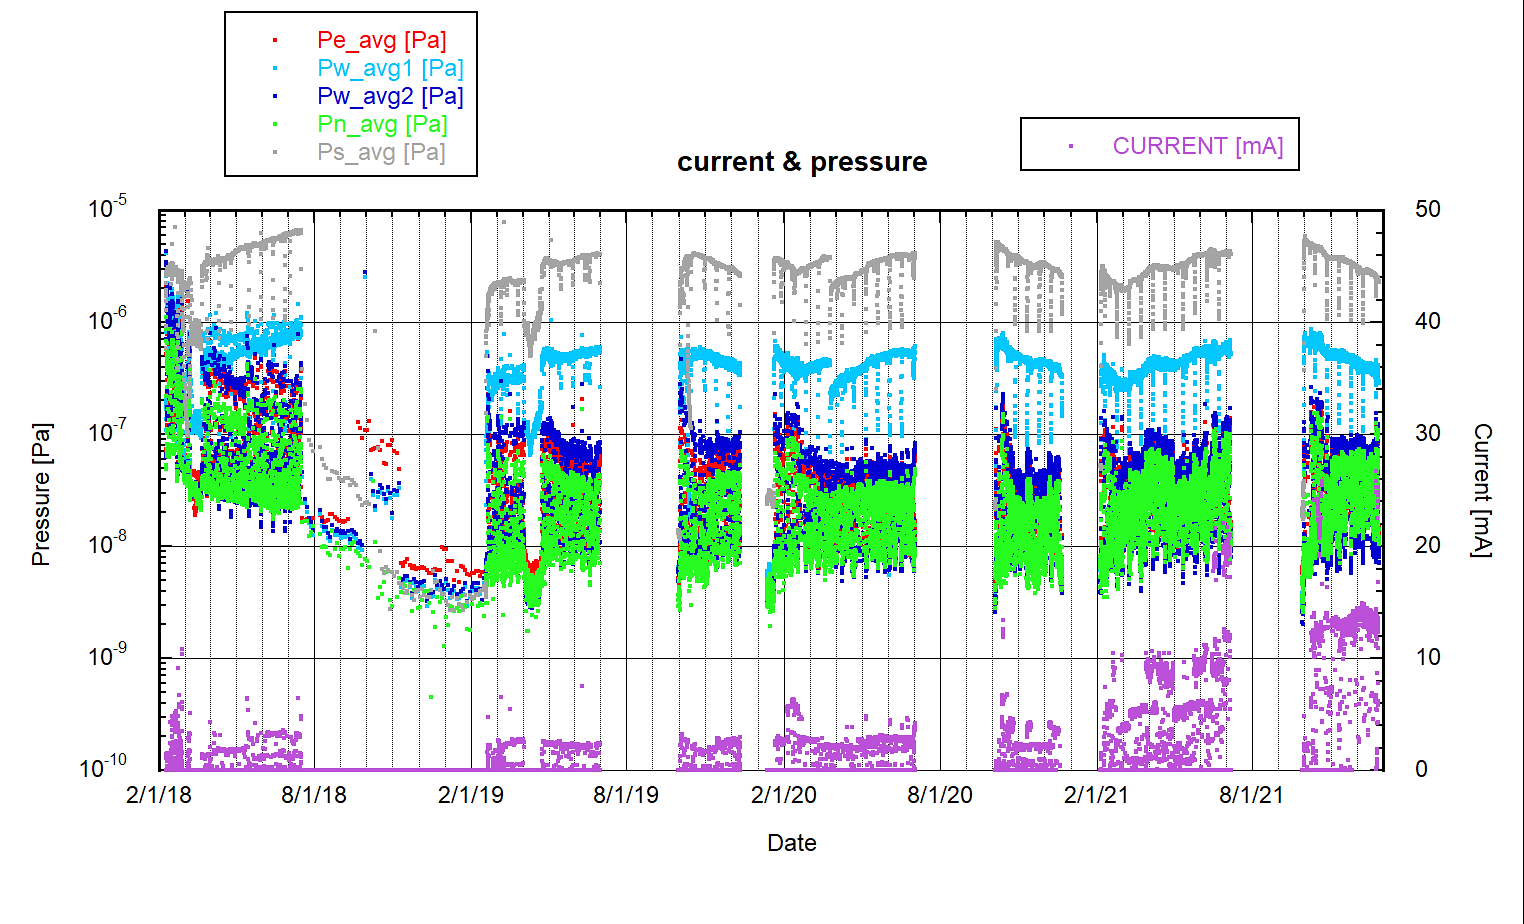 Pe_avg [Pa]
Pw_avg1 [Pa]
Pw_avg2 [Pa]
Pn_avg [Pa]
Ps_avg [Pa]
CURRENT [mA]
current & pressure
10-5
10-6
10-7
10-8
10-9
10-10
Pressure [Pa]
50
40
30
20
10
0
Current [mA]
2/1/18
8/1/18
2/1/19
8/1/19
2/1/20
8/1/20
2/1/21
8/1/21
Date